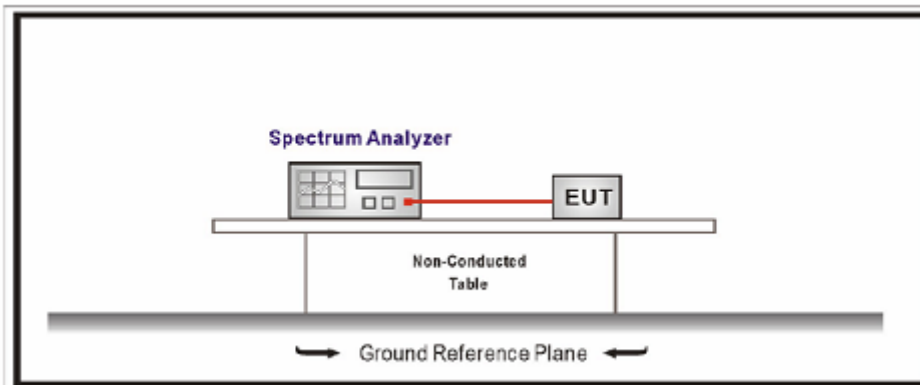 Spectrum Analyzer
EUT
Non-Conducted
Table
Ground Reference Plane